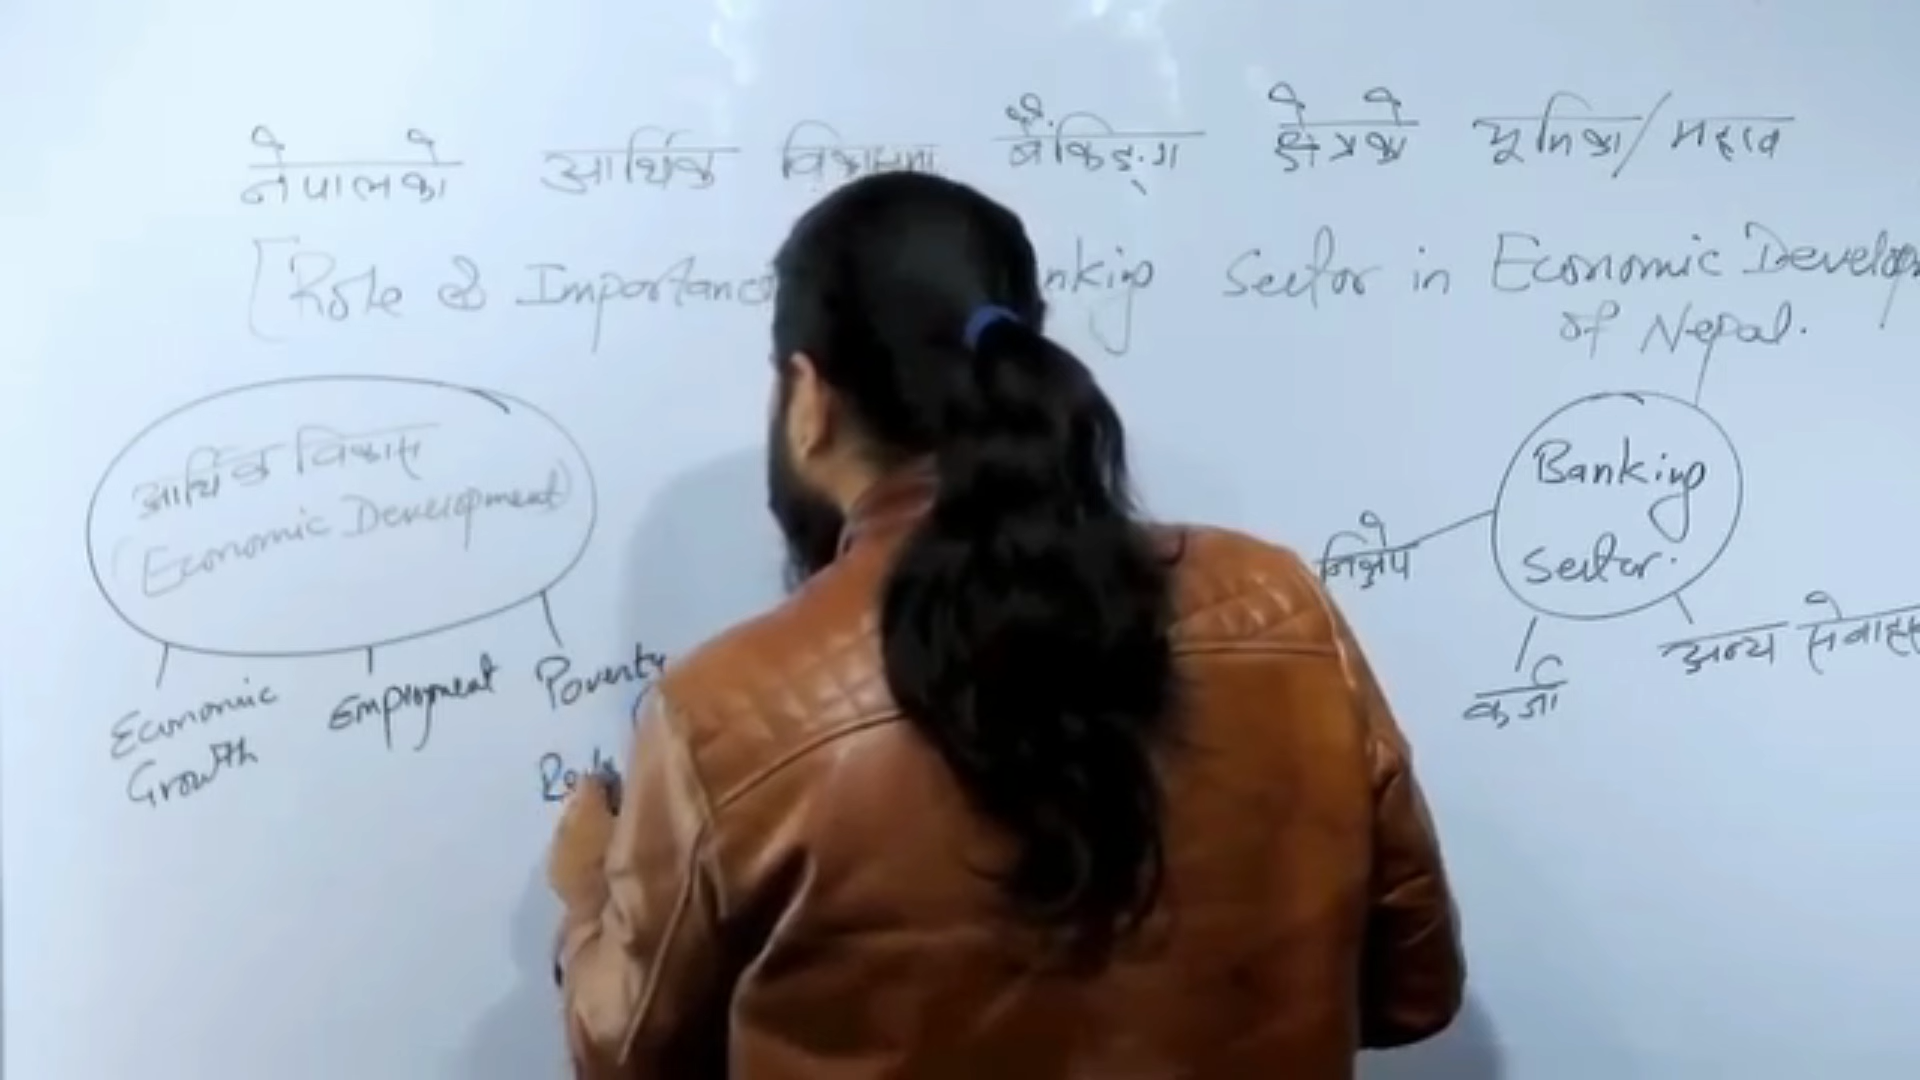 नेपालको आर्थिक विकासमा बैंकिङ्ग क्षेत्रको भूमिका/महत्व
[Role & Importance nking Sector in Economic Develop
of Nepal.
आर्थिक विकास
(Economic Development)
Economic
Growth
Employment
Poverty
Banking
Sector.
निक्षेप
कर्जा
अन्य सेवाहरू